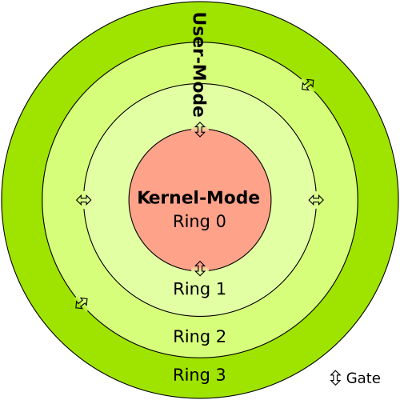 User-Mode
Kernel-Mode
Ring 0
Ring 1
Ring 2
Ring 3
Gate